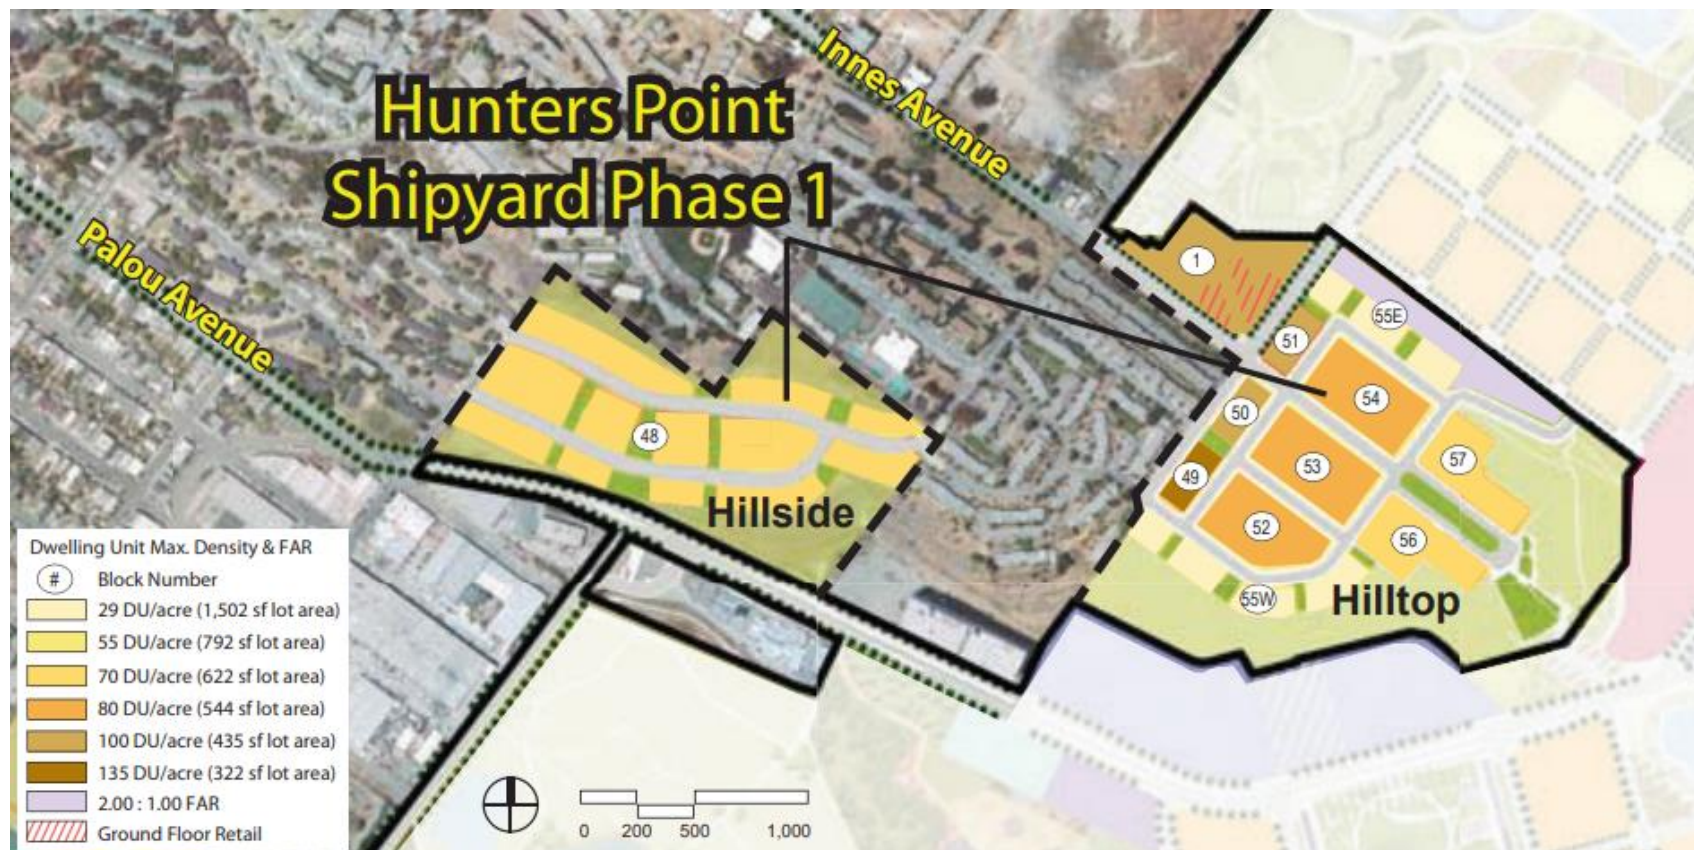 Hunters Point
Shipyard Phase 1
Innes Avenue
Palou Avenue
1
55E
51
54
50
48
57
53
49
Hillside
52
56
55W
Hilltop
Dwelling Unit Max. Density & FAR
# Block Number
29 DU/acre (1,502 sf lot area)
55 DU/acre (792 sf lot area)
70 DU/acre (622 sf lot area)
80 DU/acre (544 sf lot area)
100 DU/acre (435 sf lot area)
135 DU/acre (322 sf lot area)
2.00 : 1.00 FAR
Ground Floor Retail
0 200 500 1,000